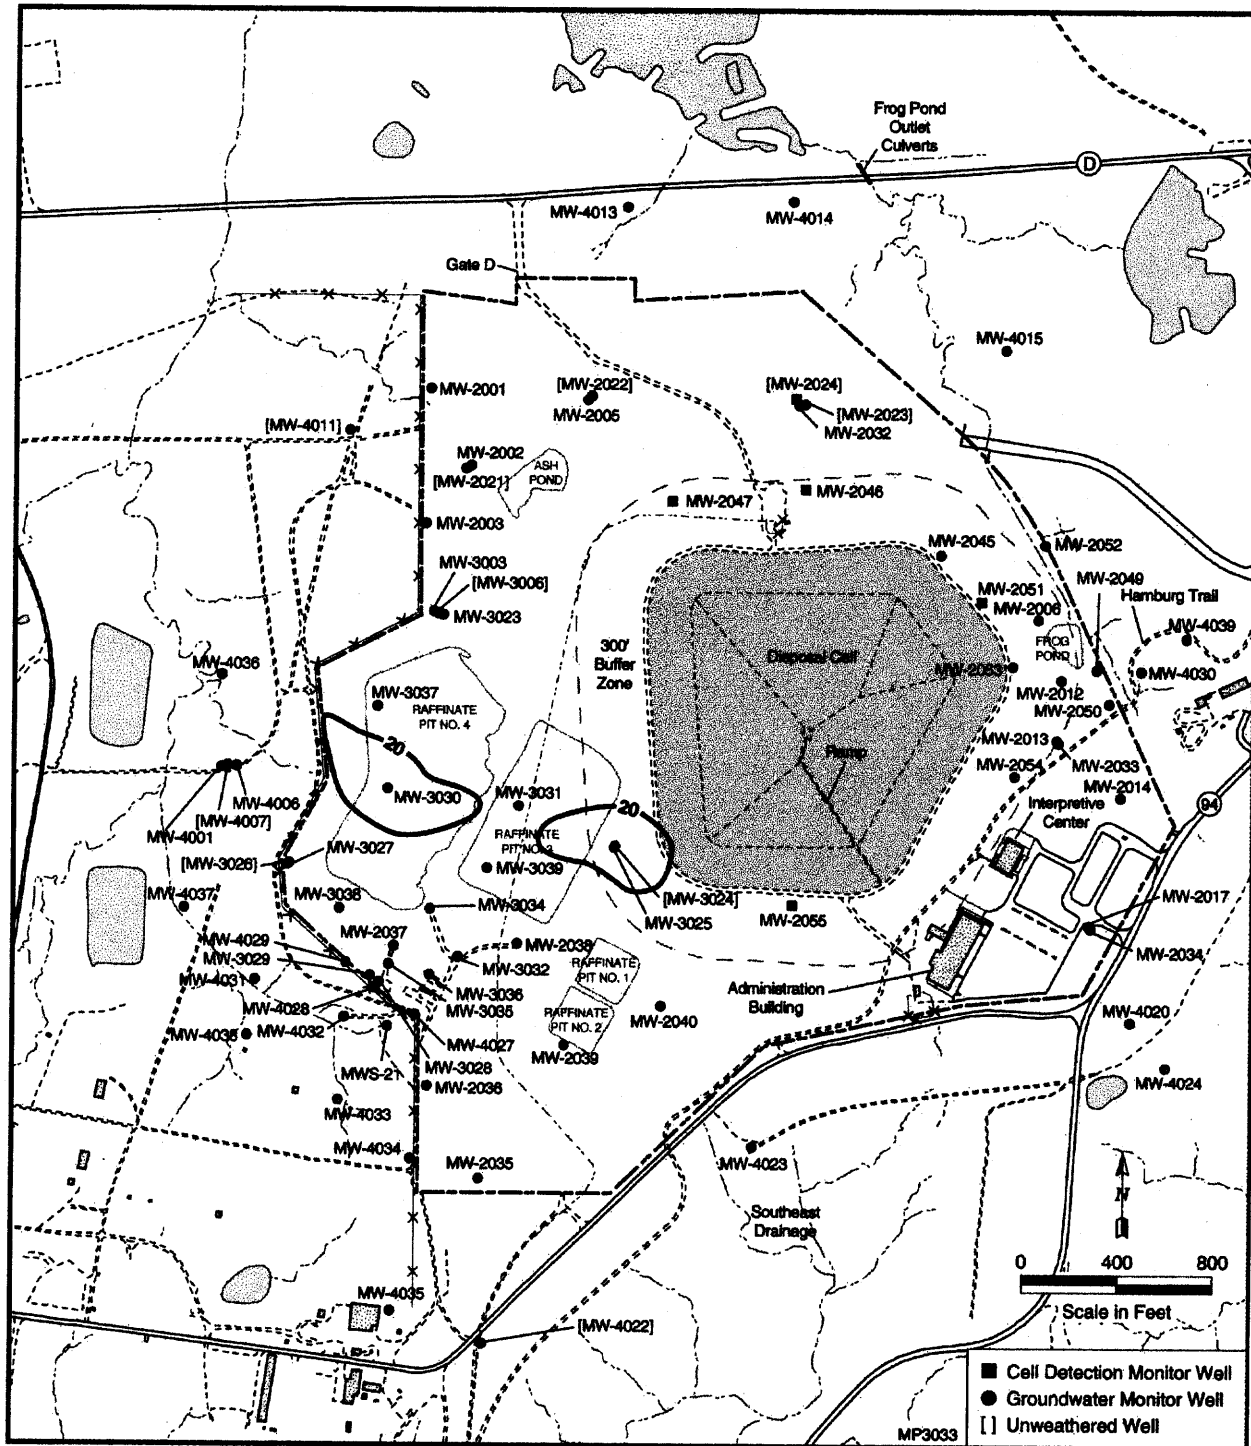 Frog Pond
Outlet
Culverts
D
MW-4013
MW-4014
Gate D
MW-4015
MW-2001
[MW-2022]
MW-2005
[MW-2024]
[MW-2023]
MW-2032
[MW-4011]
MW-2002
[MW-2021]
ASH
POND
MW-2047
MW-2046
MW-2003
MW-2045
MW-2052
MW-2049
MW-3003
[MW-3006]
MW-3023
MW-2051
MW-2006
Hamburg Trail
MW-4039
FROG
POND
300'
Buffer
Zone
Disposal Cell
MW-4036
MW-4030
MW-2012
MW-2050
MW-3037
RAFFINATE
PIT NO. 4
20
MW-2013
MW-2033
Ramp
MW-2054
MW-2014
MW-3030
MW-3031
20
94
MW-4006
[MW-4007]
MW-4001
Interpretive
Center
RAFFINATE
PIT NO. 3
MW-3027
[MW-3026]
MW-3039
[MW-3024]
MW-3025
MW-4037
MW-3038
MW-3034
MW-2055
MW-2017
MW-2037
MW-2038
MW-4029
MW-3029
MW-3032
MW-2034
RAFFINATE
PIT NO. 1
MW-4031
MW-3036
MW-3035
Administration
Building
MW-4028
MW-4032
RAFFINATE
PIT NO. 2
MW-2040
MW-4020
MW-4027
MW-2039
MW-3028
MWS-21
MW-2036
MW-4024
MW-4033
MW-4034
MW-4023
MW-2035
N
Southeast
Drainage
0 400 800
Scale in Feet
MW-4035
[MW-4022]
Cell Detection Monitor Well
Groundwater Monitor Well
[ ] Unweathered Well
MP3033